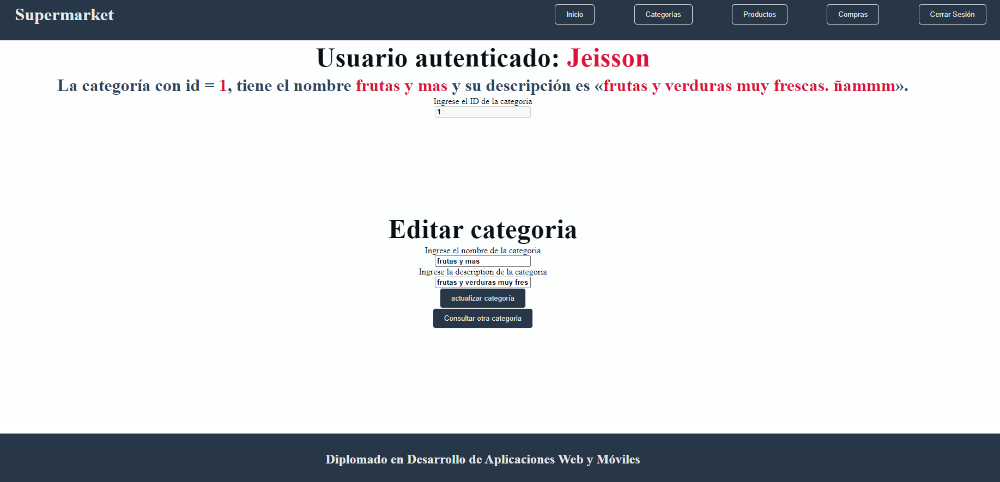 Supermarket
Inicio
Categorías
Productos
Compras
Cerrar Sesión
Usuario autenticado: Jeisson
La categoría con id = 1, tiene el nombre frutas y mas y su descripción es «frutas y verduras muy frescas. ñammm».
Ingrese el ID de la categoria
1
Editar categoria
Ingrese el nombre de la categoria
frutas y mas
Ingrese la description de la categoria
frutas y verduras muy fres
actualizar categoría
Consultar otra categoria
Diplomado en Desarrollo de Aplicaciones Web y Móviles